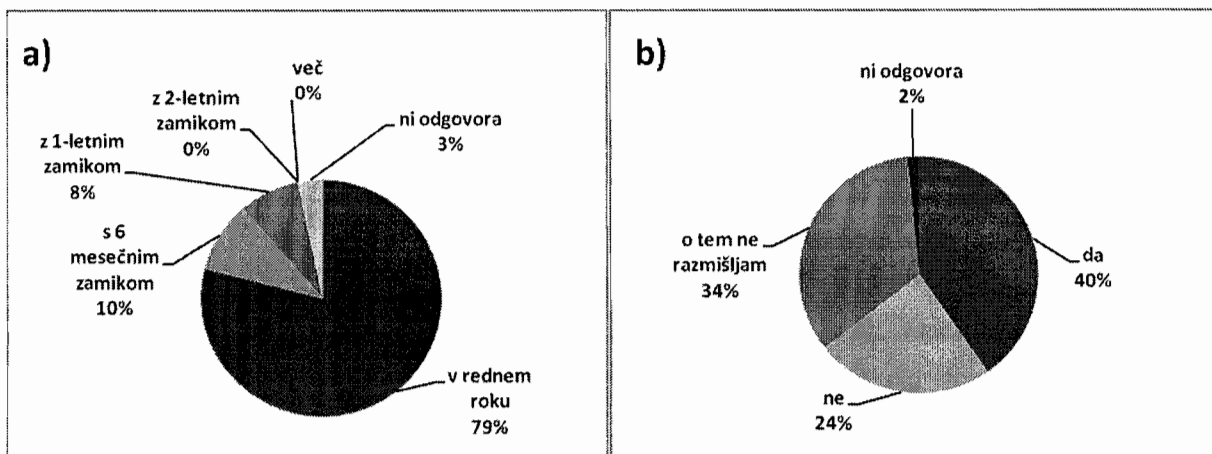 a)
več
0%
z 2-letnim
zamikom
0%
ni odgovora
3%
z 1-letnim
zamikom
8%
s 6
mesečnim
zamikom
10%
v rednem
roku
79%
b)
ni odgovora
2%
o tem ne
razmišljam
34%
da
40%
ne
24%